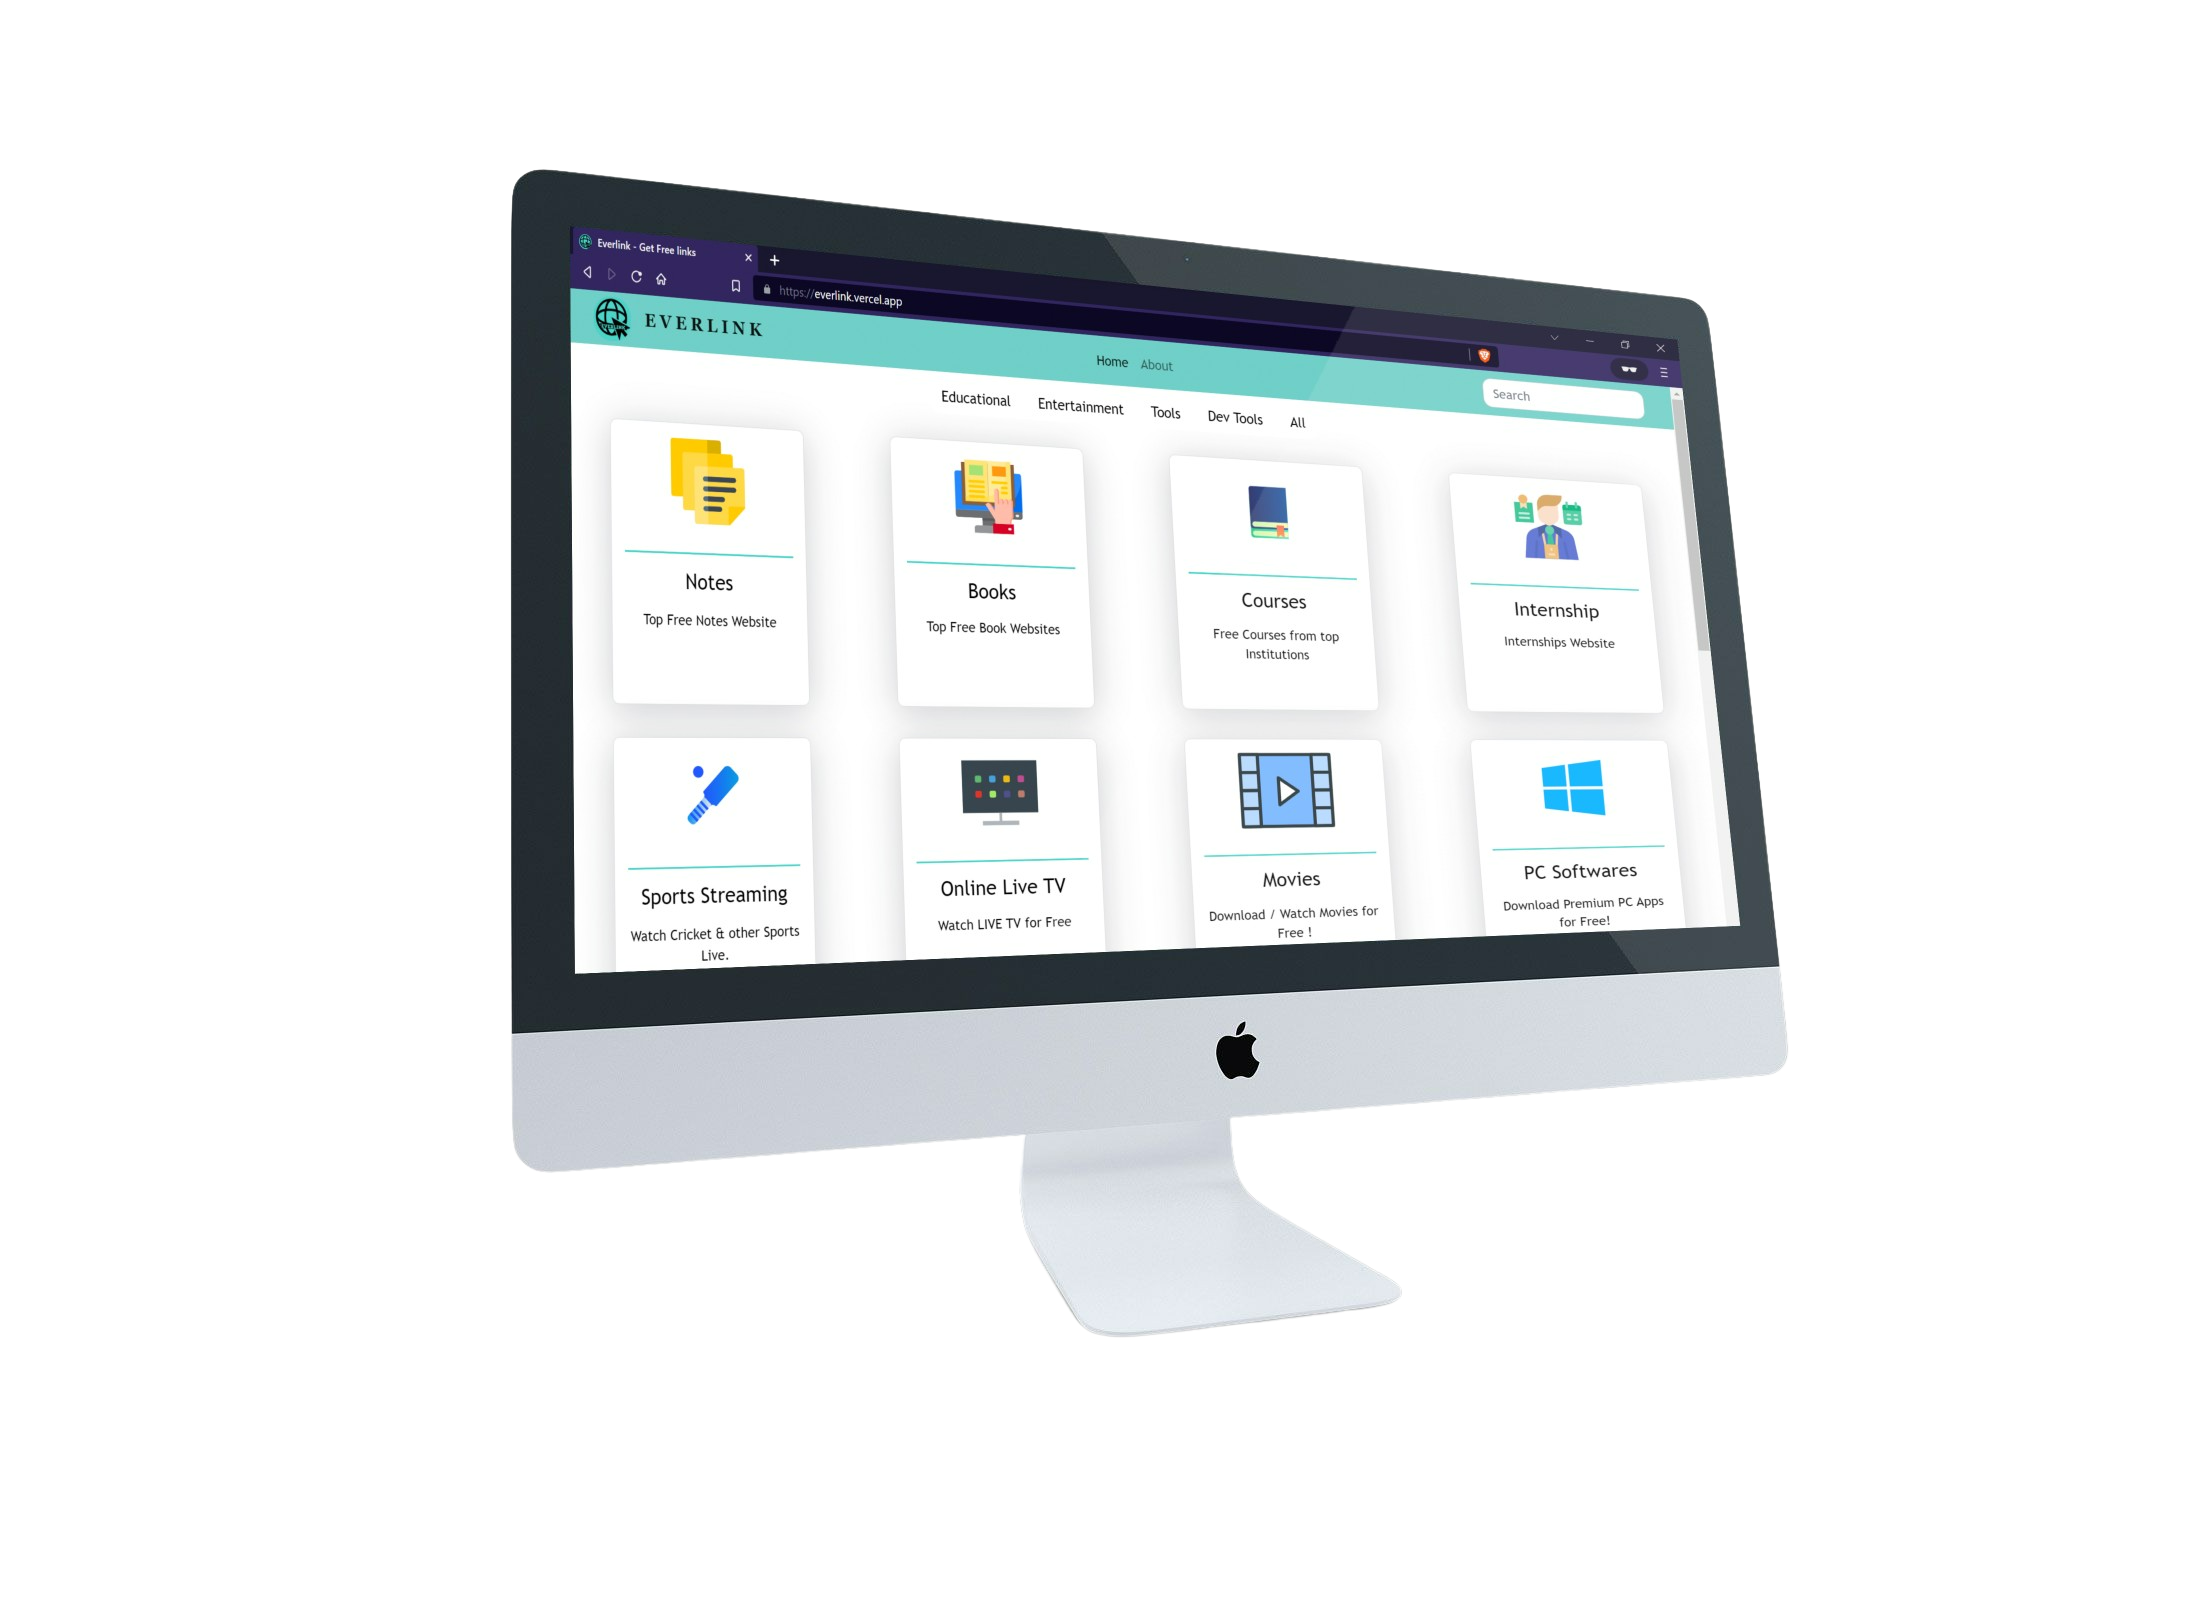 Everlink - Get Free links
https://everlink.vercel.app
EVERLINK
Home About
Search
Educational Entertainment Tools Dev Tools All
Notes
Top Free Notes Website
Books
Top Free Book Websites
Courses
Free Courses from top
Institutions
Internship
Internships Website
Sports Streaming
Watch Cricket & other Sports
Live.
Online Live TV
Watch LIVE TV for Free
Movies
Download / Watch Movies for
Free !
PC Softwares
Download Premium PC Apps
for Free!